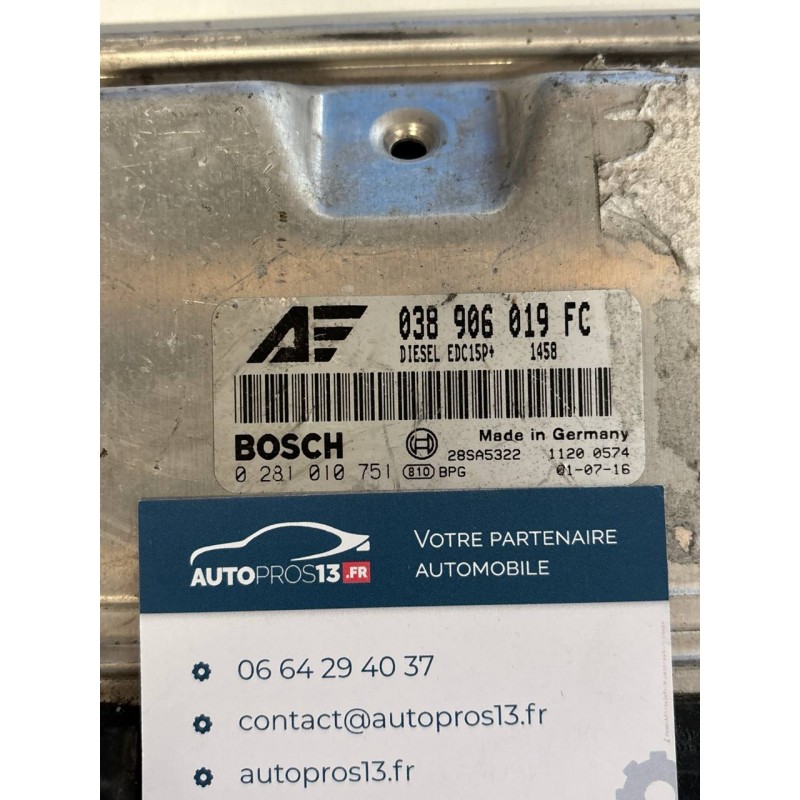 AE 038 906 019 FC
DIESEL EDC15P+ 1458
BOSCH Made in Germany
28SA5322 1120 0574
0 281 010 751 810 BPG 01-07-16
AUTOPROS13.FR
VOTRE PARTENAIRE
AUTOMOBILE
06 64 29 40 37
contact@autopros13.fr
autopros13.fr